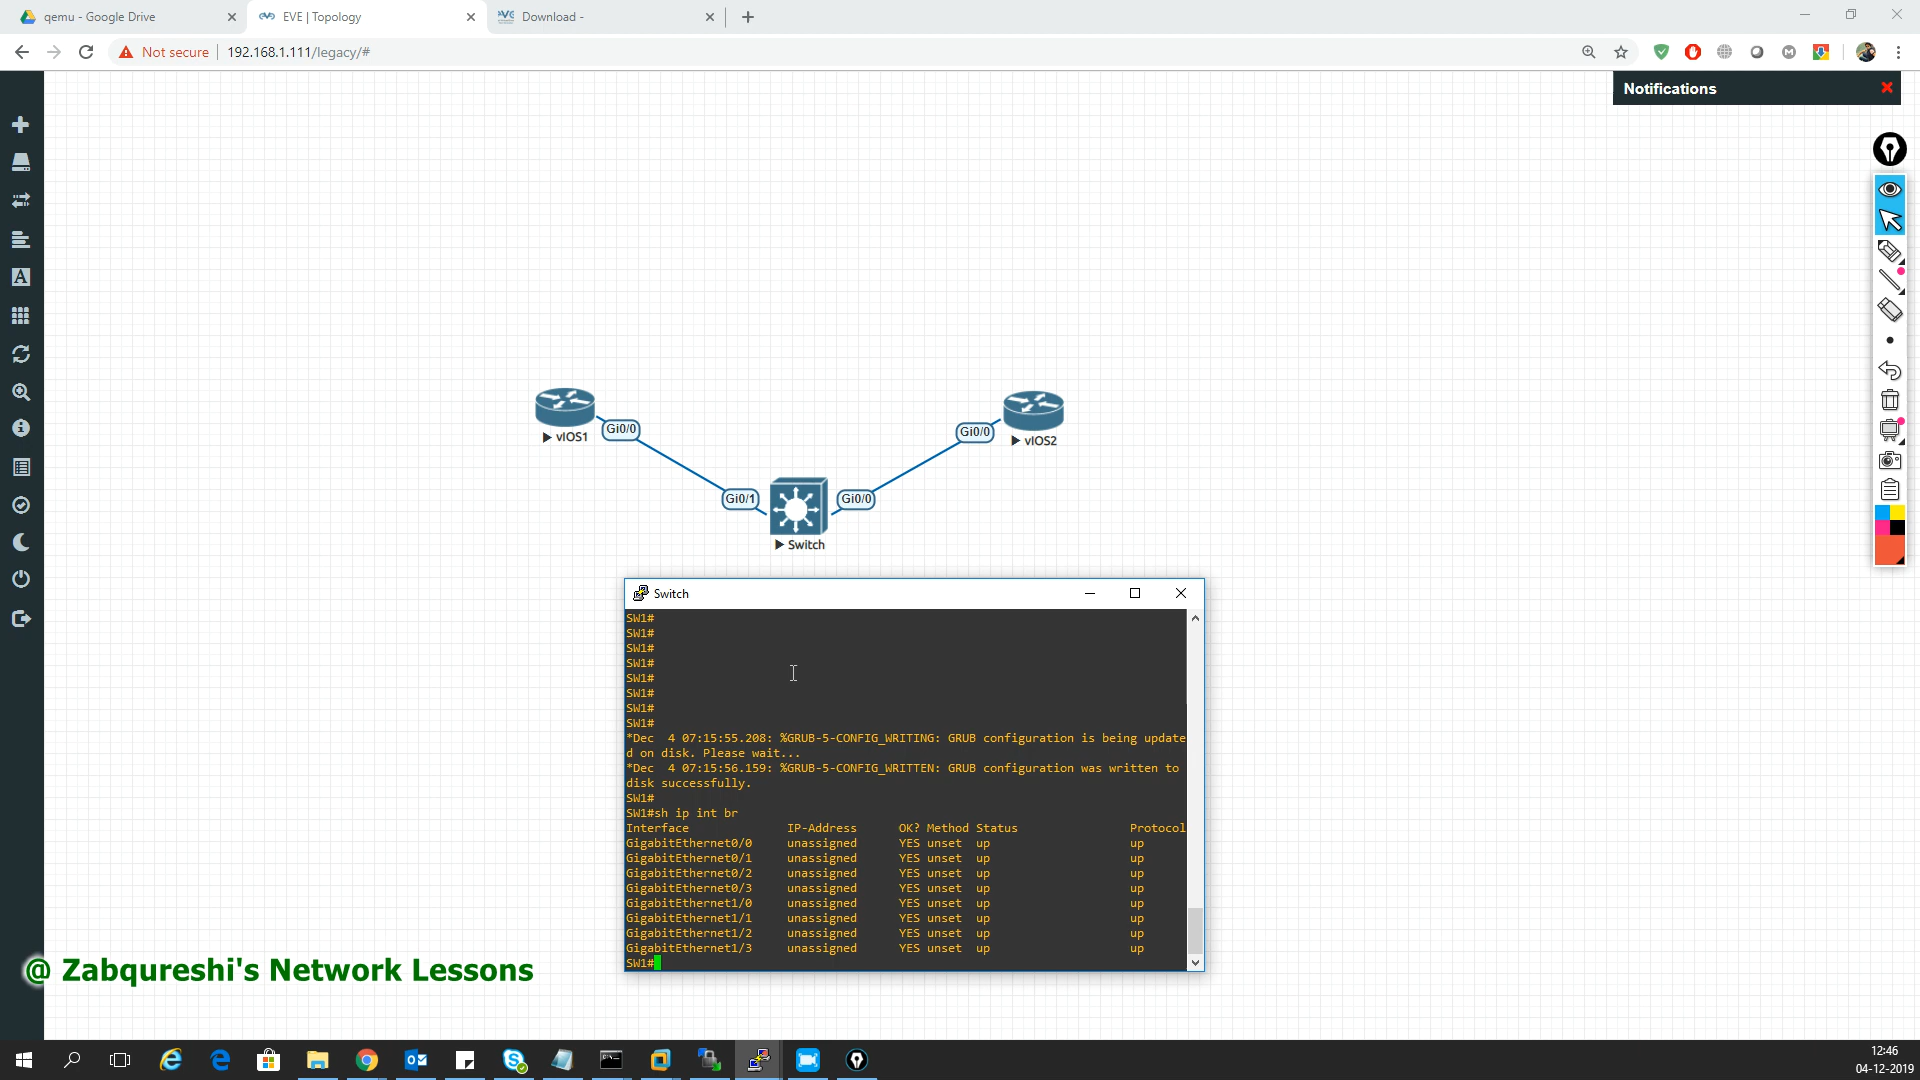 qemu - Google Drive
EVE | Topology
Download -
Not secure
192.168.1.111/legacy/#
Notifications
Gi0/0
vIOS1
Gi0/0
vIOS2
Gi0/1
Gi0/0
Switch
Switch
SW1#
SW1#
SW1#
SW1#
SW1#
SW1#
SW1#
SW1#
*Dec  4 07:15:55.208: %GRUB-5-CONFIG_WRITING: GRUB configuration is being update
d on disk. Please wait...
*Dec  4 07:15:56.159: %GRUB-5-CONFIG_WRITTEN: GRUB configuration was written to
disk successfully.
SW1#
SW1#sh ip int br
Interface IP-Address OK? Method Status Protocol
GigabitEthernet0/0 unassigned YES unset up up
GigabitEthernet0/1 unassigned YES unset up up
GigabitEthernet0/2 unassigned YES unset up up
GigabitEthernet0/3 unassigned YES unset up up
GigabitEthernet1/0 unassigned YES unset up up
GigabitEthernet1/1 unassigned YES unset up up
GigabitEthernet1/2 unassigned YES unset up up
GigabitEthernet1/3 unassigned YES unset up up
SW1#
@ Zabqureshi's Network Lessons
12:46
04-12-2019